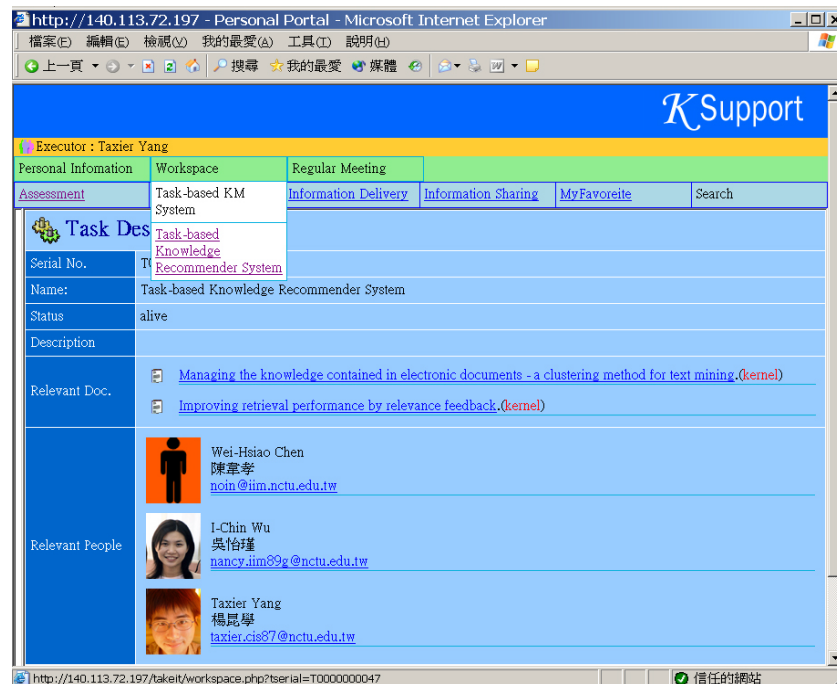 http://140.113.72.197 - Personal Portal - Microsoft Internet Explorer
檔案(F) 編輯(E) 檢視(V) 我的最愛(A) 工具(T) 說明(H)
上一頁 搜尋 我的最愛 媒體
K Support
Executor : Taxier Yang
Personal Infomation Workspace Regular Meeting
Assessment Task-based KM System Information Delivery Information Sharing MyFavoreite Search
Task-based Knowledge Recommender System
Task Des
Serial No. T
Name: Task-based Knowledge Recommender System
Status alive
Description
Relevant Doc.
Managing the knowledge contained in electronic documents - a clustering method for text mining.(kernel)
Improving retrieval performance by relevance feedback.(kernel)
Relevant People
Wei-Hsiao Chen
陳韋孝
noin@iim.nctu.edu.tw
I-Chin Wu
吳怡瑾
nancy.iim89g@nctu.edu.tw
Taxier Yang
楊昆學
taxier.cis87@nctu.edu.tw
http://140.113.72.197/takeit/workspace.php?tserial=T0000000047 信任的網站